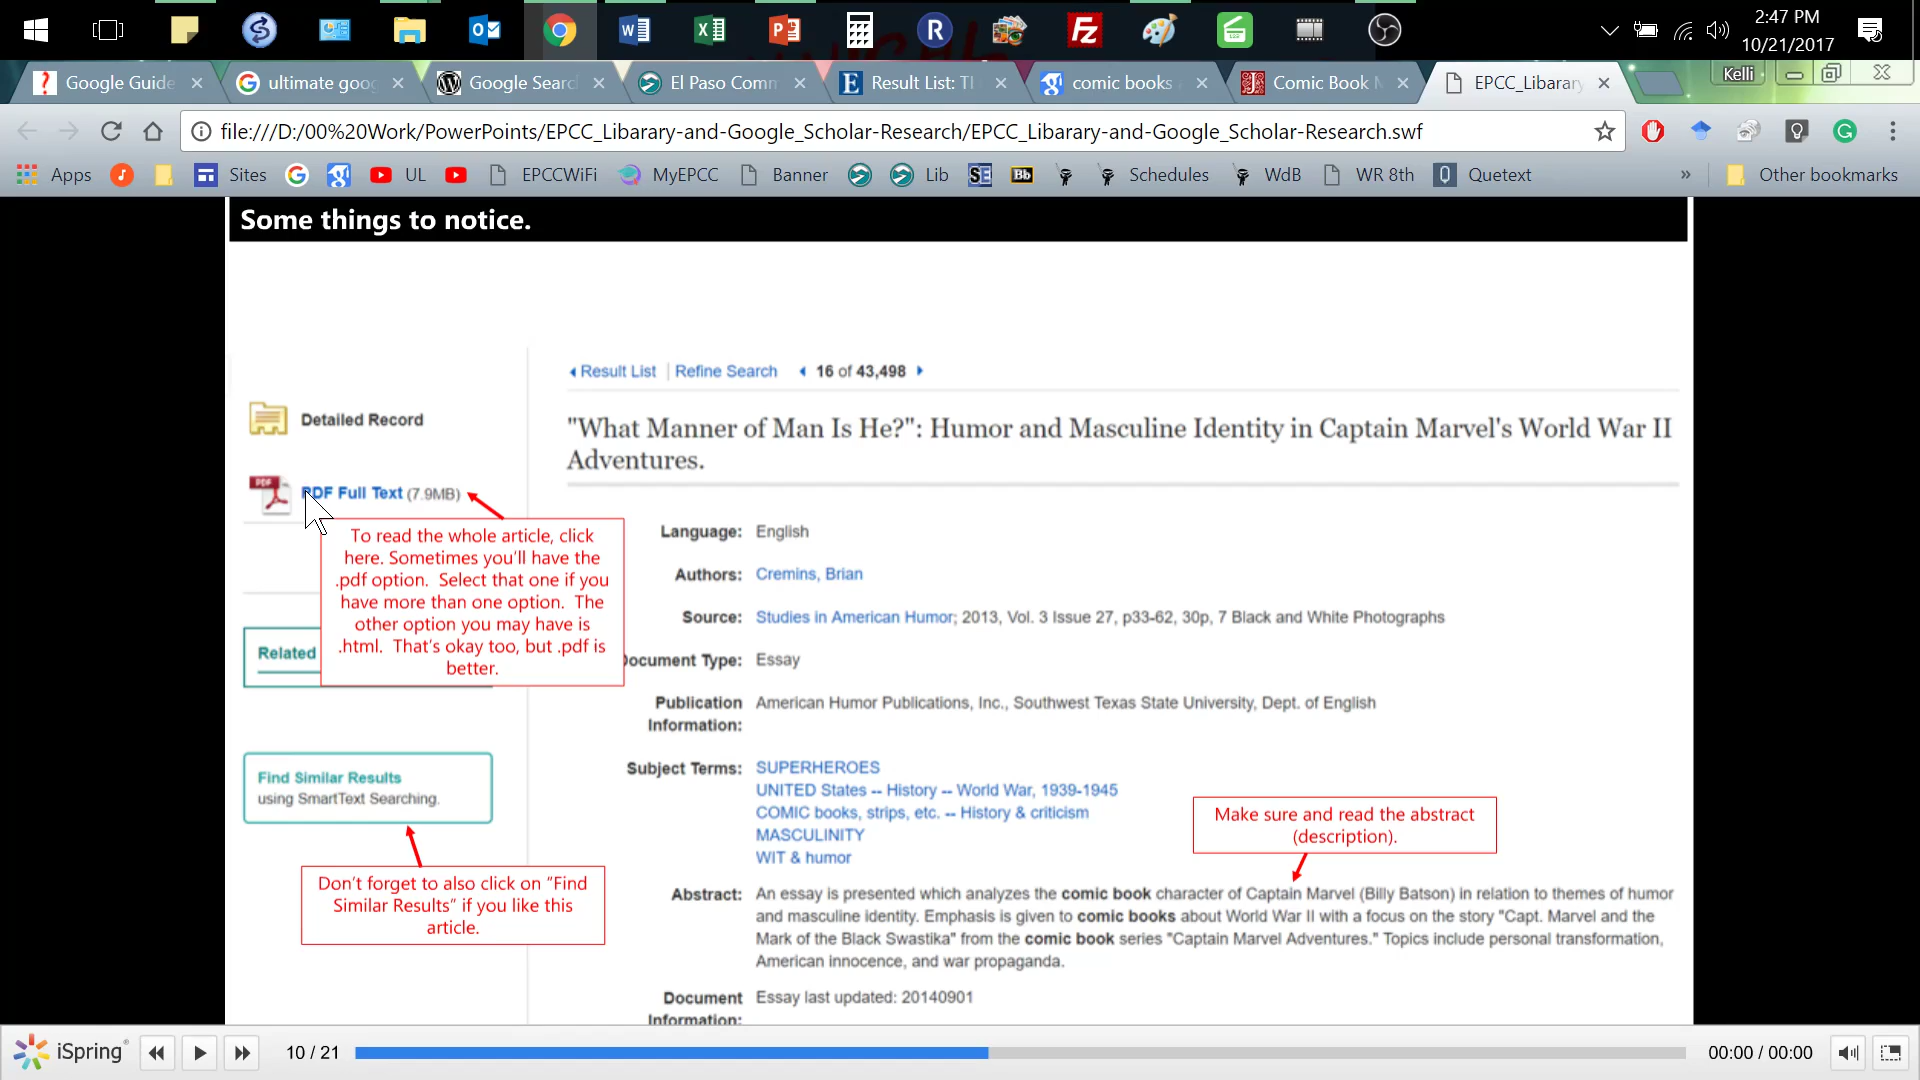 2:47 PM
10/21/2017
Google Guide
ultimate goog
Google Searc
El Paso Comm
Result List: Tl
comic books
Comic Book M
EPCC_Libarary
Kelli
file:///D:/00%20Work/PowerPoints/EPCC_Libarary-and-Google_Scholar-Research/EPCC_Libarary-and-Google_Scholar-Research.swf
Apps
Sites
UL
EPCCWiFi
MyEPCC
Banner
Lib
SE
Bb
Schedules
WdB
WR 8th
Quetext
»
Other bookmarks
Some things to notice.
Result List | Refine Search 16 of 43,498
Detailed Record
"What Manner of Man Is He?": Humor and Masculine Identity in Captain Marvel's World War II
Adventures.
PDF Full Text (7.9MB)
To read the whole article, click
here. Sometimes you'll have the
.pdf option. Select that one if you
have more than one option. The
other option you may have is
.html. That's okay too, but .pdf is
better.
Related
Find Similar Results
using SmartText Searching.
Don't forget to also click on "Find
Similar Results" if you like this
article.
Language: English
Authors: Cremins, Brian
Source: Studies in American Humor; 2013, Vol. 3 Issue 27, p33-62, 30p, 7 Black and White Photographs
Document Type: Essay
Publication American Humor Publications, Inc., Southwest Texas State University, Dept. of English
Information:
Subject Terms: SUPERHEROES
UNITED States -- History -- World War, 1939-1945
COMIC books, strips, etc. -- History & criticism
MASCULINITY
WIT & humor
Make sure and read the abstract
(description).
Abstract: An essay is presented which analyzes the comic book character of Captain Marvel (Billy Batson) in relation to themes of humor
and masculine identity. Emphasis is given to comic books about World War II with a focus on the story "Capt. Marvel and the
Mark of the Black Swastika" from the comic book series "Captain Marvel Adventures." Topics include personal transformation,
American innocence, and war propaganda.
Document Essay last updated: 20140901
Information:
iSpring
10 / 21
00:00 / 00:00